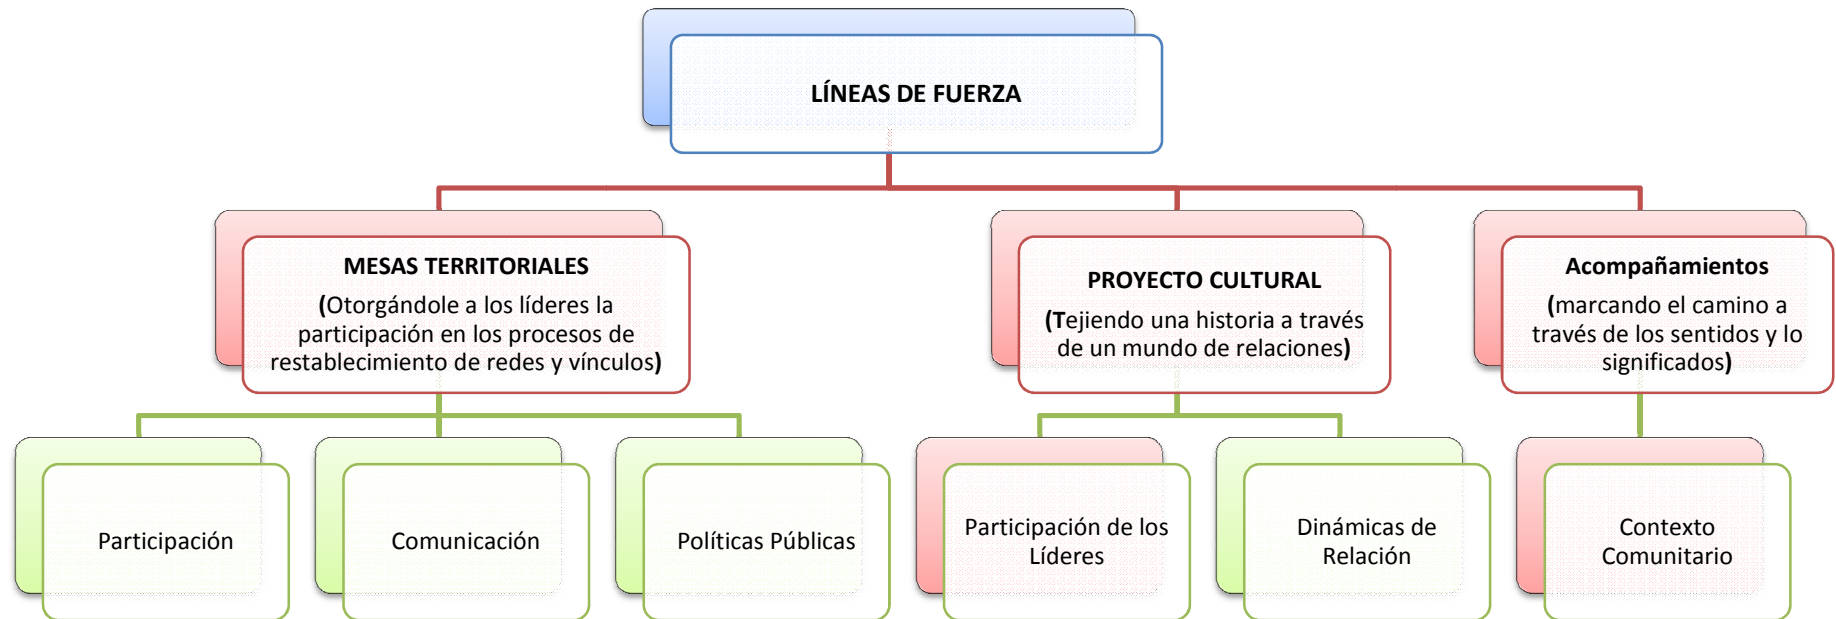 LÍNEAS DE FUERZA
MESAS TERRITORIALES
(Otorgándole a los líderes la
participación en los procesos de
restablecimiento de redes y vínculos)
PROYECTO CULTURAL
(Tejiendo una historia a través
de un mundo de relaciones)
Acompañamientos
(marcando el camino a
través de los sentidos y lo
significados)
Participación
Comunicación
Políticas Públicas
Participación de los
Líderes
Dinámicas de
Relación
Contexto
Comunitario